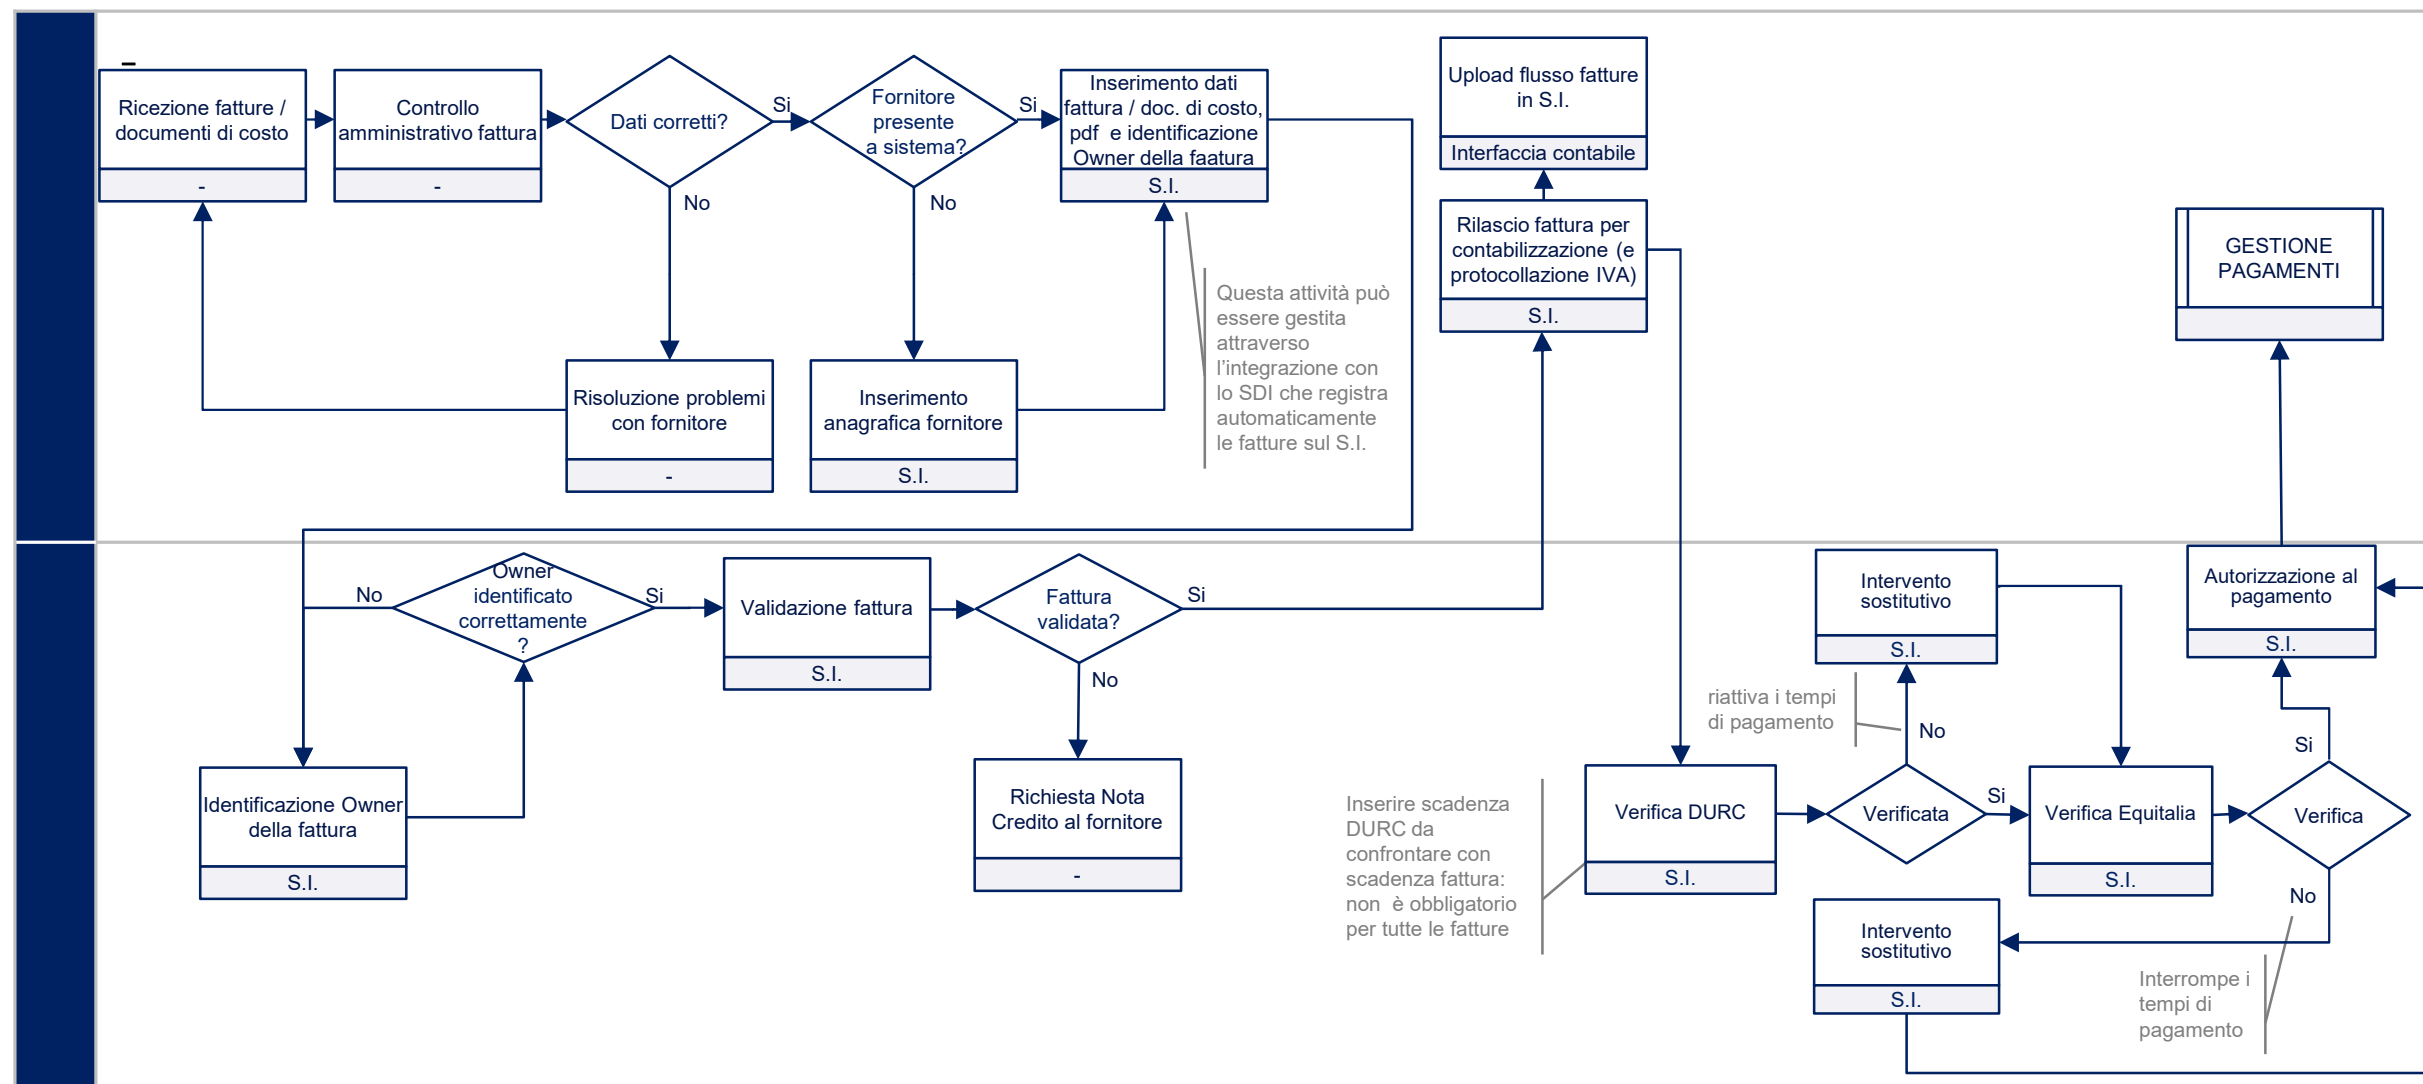 Ricezione fatture /
documenti di costo
-
Controllo
amministrativo fattura
-
Dati corretti?
Si
No
Fornitore
presente
a sistema?
Si
No
Inserimento dati
fattura / doc. di costo,
pdf e identificazione
Owner della faatura
S.I.
Questa attività può
essere gestita
attraverso
l'integrazione con
lo SDI che registra
automaticamente
le fatture sul S.I.
Risoluzione problemi
con fornitore
-
Inserimento
anagrafica fornitore
S.I.
Upload flusso fatture
in S.I.
Interfaccia contabile
Rilascio fattura per
contabilizzazione (e
protocollazione IVA)
S.I.
GESTIONE
PAGAMENTI
No
Owner
identificato
correttamente
?
Si
Validazione fattura
S.I.
Fattura
validata?
Si
No
Identificazione Owner
della fattura
S.I.
Richiesta Nota
Credito al fornitore
-
Intervento
sostitutivo
S.I.
riattiva i tempi
di pagamento
No
Autorizzazione al
pagamento
S.I.
Inserire scadenza
DURC da
confrontare con
scadenza fattura:
non è obbligatorio
per tutte le fatture
Verifica DURC
S.I.
Verificata
Si
Verifica Equitalia
S.I.
Si
Verifica
No
Intervento
sostitutivo
S.I.
Interrompe i
tempi di
pagamento